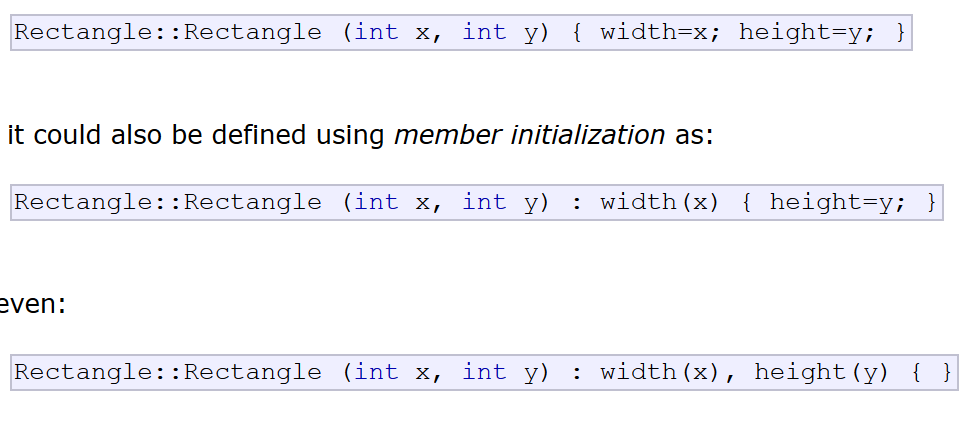 Rectangle::Rectangle (int x, int y) { width=x; height=y; }
it could also be defined using member initialization as:
Rectangle::Rectangle (int x, int y) : width(x) { height=y; }
even:
Rectangle::Rectangle (int x, int y) : width(x), height(y) { }